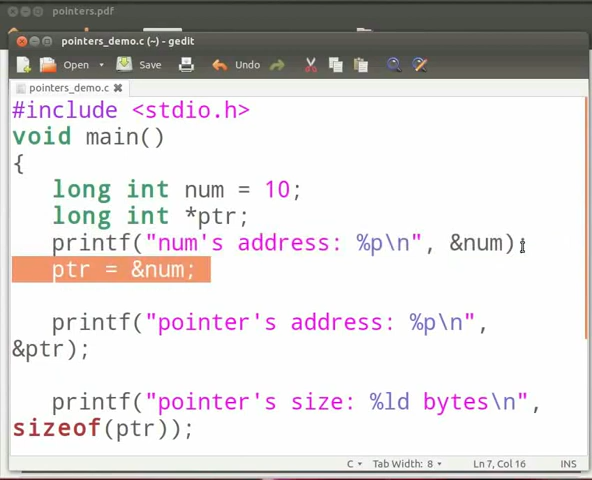 pointers.pdf
pointers_demo.c (~) - gedit
Open Save Undo
pointers_demo.c
#include <stdio.h>
void main()
{
long int num = 10;
long int *ptr;
printf("num's address: %p\n", &num);
ptr = &num;
printf("pointer's address: %p\n",
&ptr);
printf("pointer's size: %ld bytes\n",
sizeof(ptr));
C Tab Width: 8 Ln 7, Col 16 INS